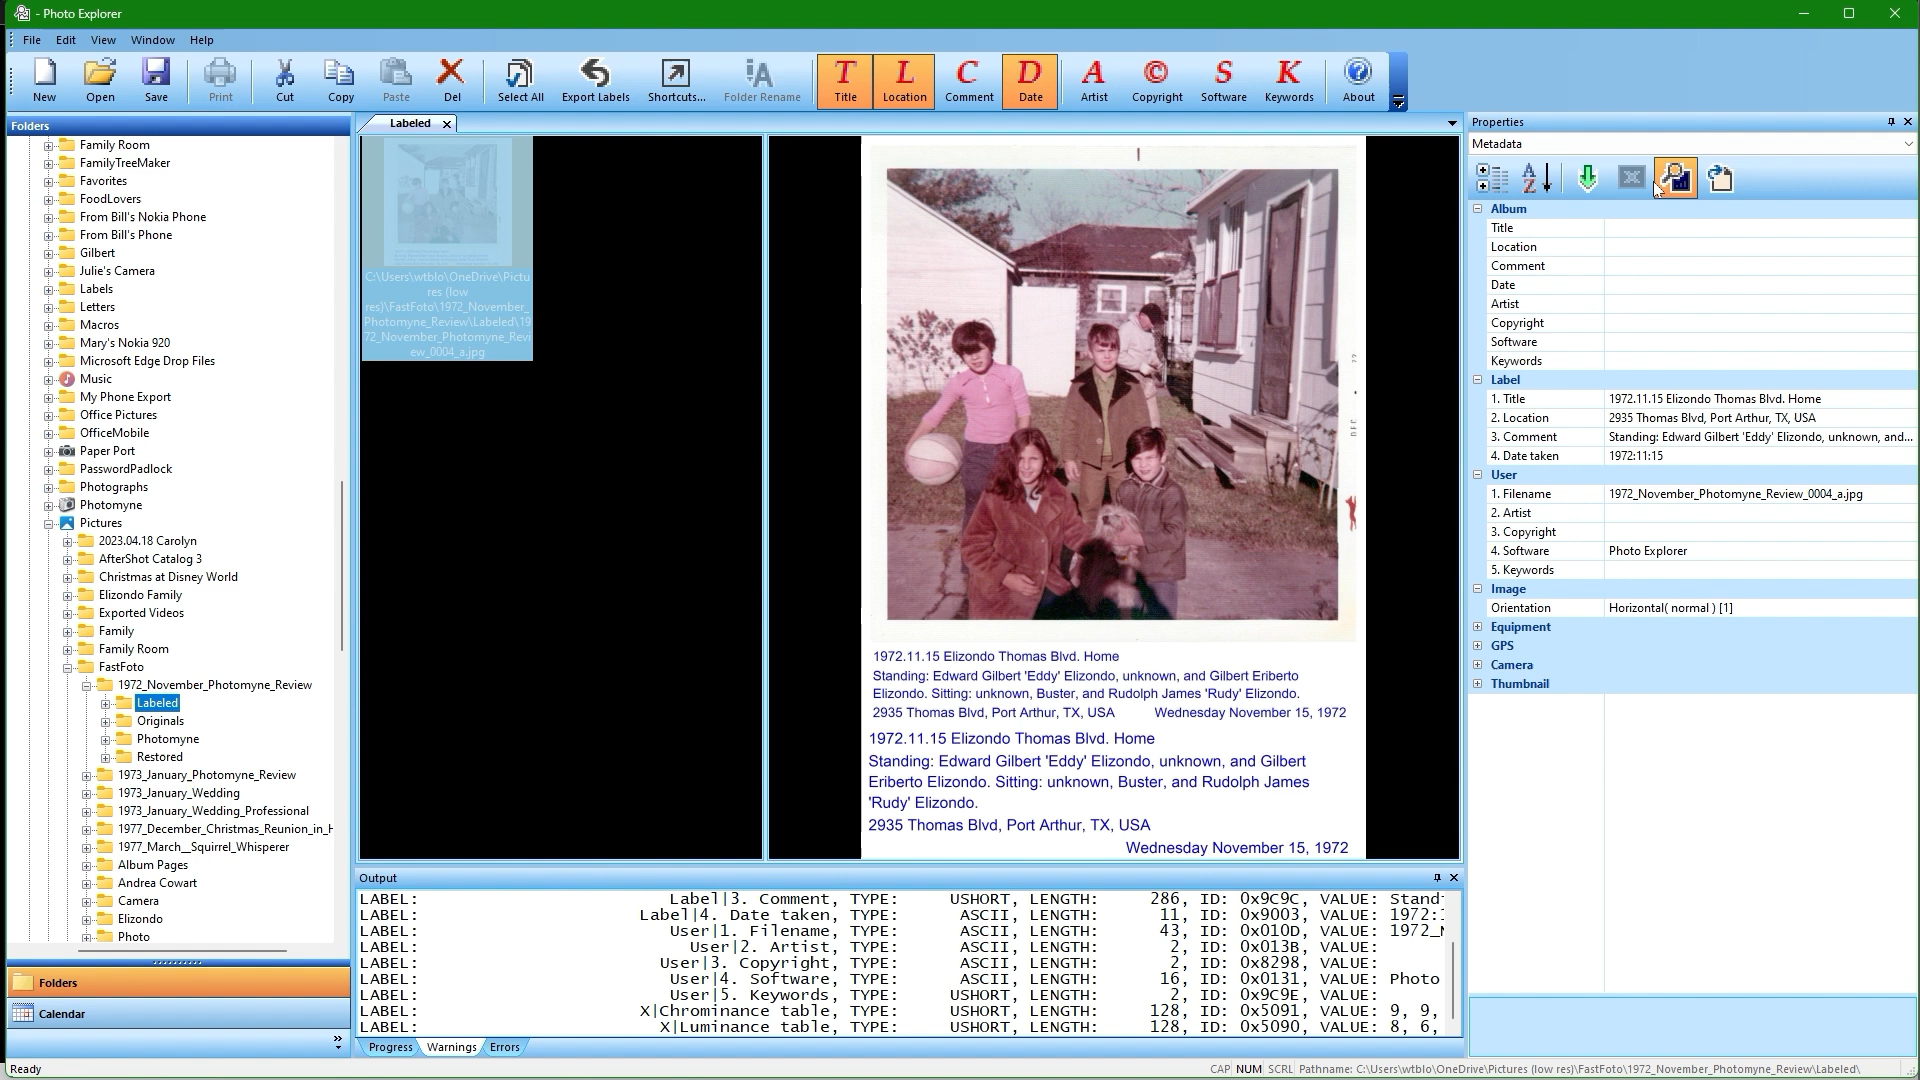 - Photo Explorer
File Edit View Window Help
New Open Save Print Cut Copy Paste Del Select All Export Labels Shortcuts... Folder Rename Title Location Comment Date Artist Copyright Software Keywords About
T L C D A © S K
Folders
Family Room
FamilyTreeMaker
Favorites
FoodLovers
From Bill's Nokia Phone
From Bill's Phone
Gilbert
Julie's Camera
Labels
Letters
Macros
Mary's Nokia 920
Microsoft Edge Drop Files
Music
My Phone Export
Office Pictures
OfficeMobile
Paper Port
PasswordPadlock
Photographs
Photomyne
Pictures
2023.04.18 Carolyn
AfterShot Catalog 3
Christmas at Disney World
Elizondo Family
Exported Videos
Family
Family Room
FastFoto
1972_November_Photomyne_Review
Labeled
Originals
Photomyne
Restored
1973_January_Photomyne_Review
1973_January_Wedding
1973_January_Wedding_Professional
1977_December_Christmas_Reunion_in_H
1977_March__Squirrel_Whisperer
Album Pages
Andrea Cowart
Camera
Elizondo
Photo
Folders
Calendar
Labeled
C:\Users\wtblo\OneDrive\Pictu
res (low
res)\FastFoto\1972_November_
Photomyne_Review\Labeled\19
72_November_Photomyne_Revi
ew_0004_a.jpg
1972.11.15 Elizondo Thomas Blvd. Home
Standing: Edward Gilbert 'Eddy' Elizondo, unknown, and Gilbert Eriberto
Elizondo. Sitting: unknown, Buster, and Rudolph James 'Rudy' Elizondo.
2935 Thomas Blvd, Port Arthur, TX, USA Wednesday November 15, 1972
1972.11.15 Elizondo Thomas Blvd. Home
Standing: Edward Gilbert 'Eddy' Elizondo, unknown, and Gilbert
Eriberto Elizondo. Sitting: unknown, Buster, and Rudolph James
'Rudy' Elizondo.
2935 Thomas Blvd, Port Arthur, TX, USA
Wednesday November 15, 1972
Output
LABEL: Label|3. Comment, TYPE: USHORT, LENGTH: 286, ID: 0x9C9C, VALUE: Stand
LABEL: Label|4. Date taken, TYPE: ASCII, LENGTH: 11, ID: 0x9003, VALUE: 1972:
LABEL: User|1. Filename, TYPE: ASCII, LENGTH: 43, ID: 0x010D, VALUE: 1972_
LABEL: User|2. Artist, TYPE: ASCII, LENGTH: 2, ID: 0x013B, VALUE:
LABEL: User|3. Copyright, TYPE: ASCII, LENGTH: 2, ID: 0x8298, VALUE:
LABEL: User|4. Software, TYPE: ASCII, LENGTH: 16, ID: 0x0131, VALUE: Photo
LABEL: User|5. Keywords, TYPE: USHORT, LENGTH: 2, ID: 0x9C9E, VALUE:
LABEL: X|Chrominance table, TYPE: USHORT, LENGTH: 128, ID: 0x5091, VALUE: 9, 9,
LABEL: X|Luminance table, TYPE: USHORT, LENGTH: 128, ID: 0x5090, VALUE: 8, 6,
Progress Warnings Errors
Properties
Metadata
Album
Title
Location
Comment
Date
Artist
Copyright
Software
Keywords
Label
1. Title 1972.11.15 Elizondo Thomas Blvd. Home
2. Location 2935 Thomas Blvd, Port Arthur, TX, USA
3. Comment Standing: Edward Gilbert 'Eddy' Elizondo, unknown, and...
4. Date taken 1972:11:15
User
1. Filename 1972_November_Photomyne_Review_0004_a.jpg
2. Artist
3. Copyright
4. Software Photo Explorer
5. Keywords
Image
Orientation Horizontal( normal ) [1]
Equipment
GPS
Camera
Thumbnail
Ready
CAP NUM SCRL Pathname: C:\Users\wtblo\OneDrive\Pictures (low res)\FastFoto\1972_November_Photomyne_Review\Labeled\